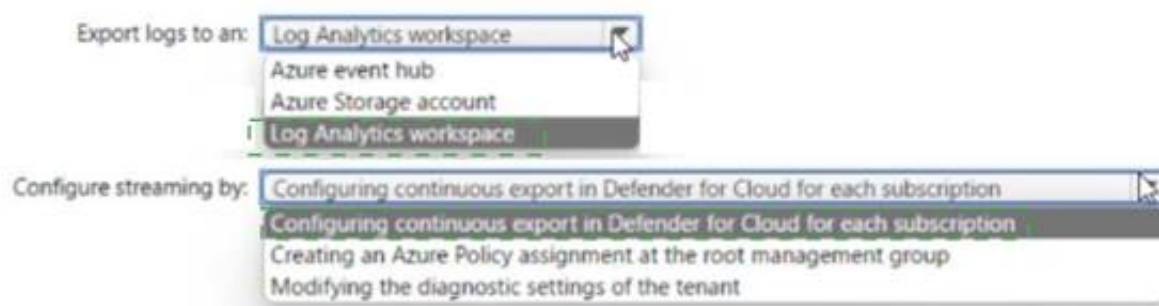 Export logs to an: Log Analytics workspace
Azure event hub
Azure Storage account
Log Analytics workspace
Configure streaming by: Configuring continuous export in Defender for Cloud for each subscription
Configuring continuous export in Defender for Cloud for each subscription
Creating an Azure Policy assignment at the root management group
Modifying the diagnostic settings of the tenant